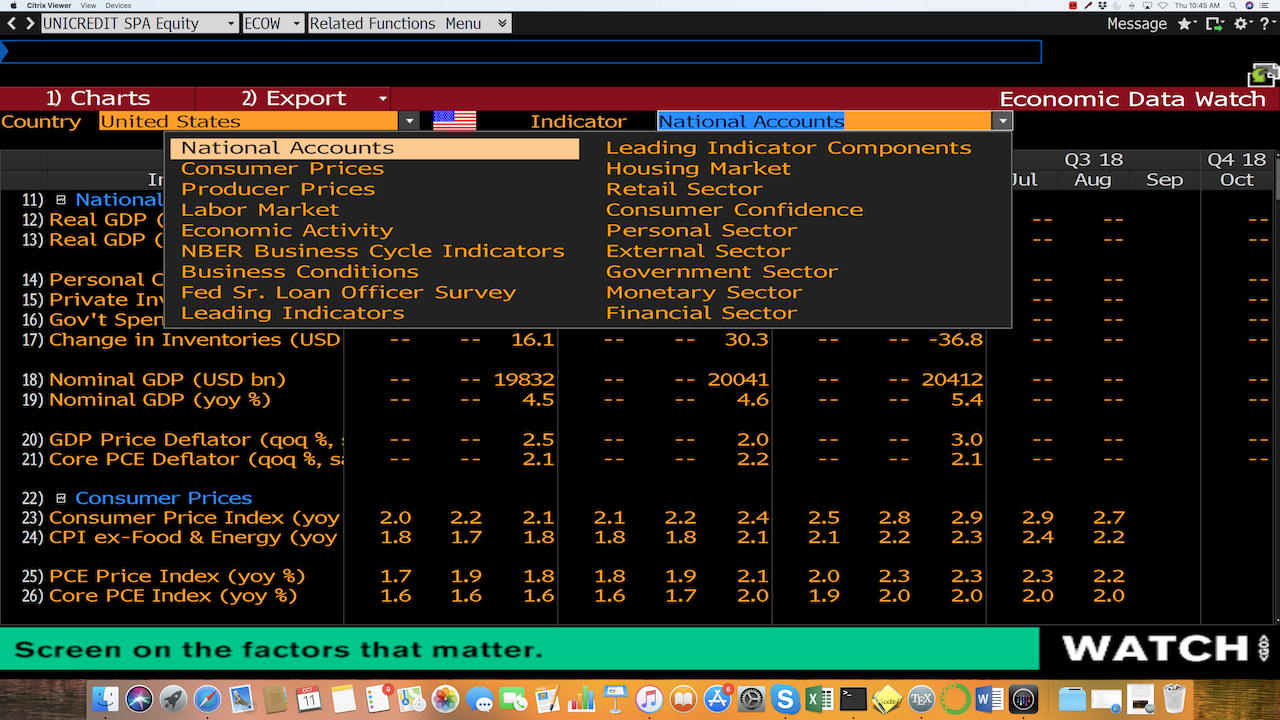 Citrix Viewer View Devices Thu 10:45 AM
UNICREDIT SPA Equity ECOW Related Functions Menu Message
1) Charts 2) Export Economic Data Watch
Country United States Indicator National Accounts
National Accounts Leading Indicator Components
Consumer Prices Housing Market
Producer Prices Retail Sector
Labor Market Consumer Confidence
Economic Activity Personal Sector
NBER Business Cycle Indicators External Sector
Business Conditions Government Sector
Fed Sr. Loan Officer Survey Monetary Sector
Leading Indicators Financial Sector
Q3 18 Q4 18
Jul Aug Sep Oct
11) National
12) Real GDP ( -- -- --
13) Real GDP ( -- -- --
14) Personal C -- -- --
15) Private Inv -- -- --
16) Gov't Spen -- -- --
17) Change in Inventories (USD -- -- 16.1 -- -- 30.3 -- -- -36.8 -- -- --
18) Nominal GDP (USD bn) -- -- 19832 -- -- 20041 -- -- 20412 -- -- --
19) Nominal GDP (yoy %) -- -- 4.5 -- -- 4.6 -- -- 5.4 -- -- --
20) GDP Price Deflator (qoq %, s -- -- 2.5 -- -- 2.0 -- -- 3.0 -- -- --
21) Core PCE Deflator (qoq %, sa -- -- 2.1 -- -- 2.2 -- -- 2.1 -- -- --
22) Consumer Prices
23) Consumer Price Index (yoy 2.0 2.2 2.1 2.1 2.2 2.4 2.5 2.8 2.9 2.9 2.7
24) CPI ex-Food & Energy (yoy 1.8 1.7 1.8 1.8 1.8 2.1 2.1 2.2 2.3 2.4 2.2
25) PCE Price Index (yoy %) 1.7 1.9 1.8 1.8 1.9 2.1 2.0 2.3 2.3 2.3 2.2
26) Core PCE Index (yoy %) 1.6 1.6 1.6 1.6 1.7 2.0 1.9 2.0 2.0 2.0 2.0
Screen on the factors that matter. WATCH
OCT 11 9 6 TEX